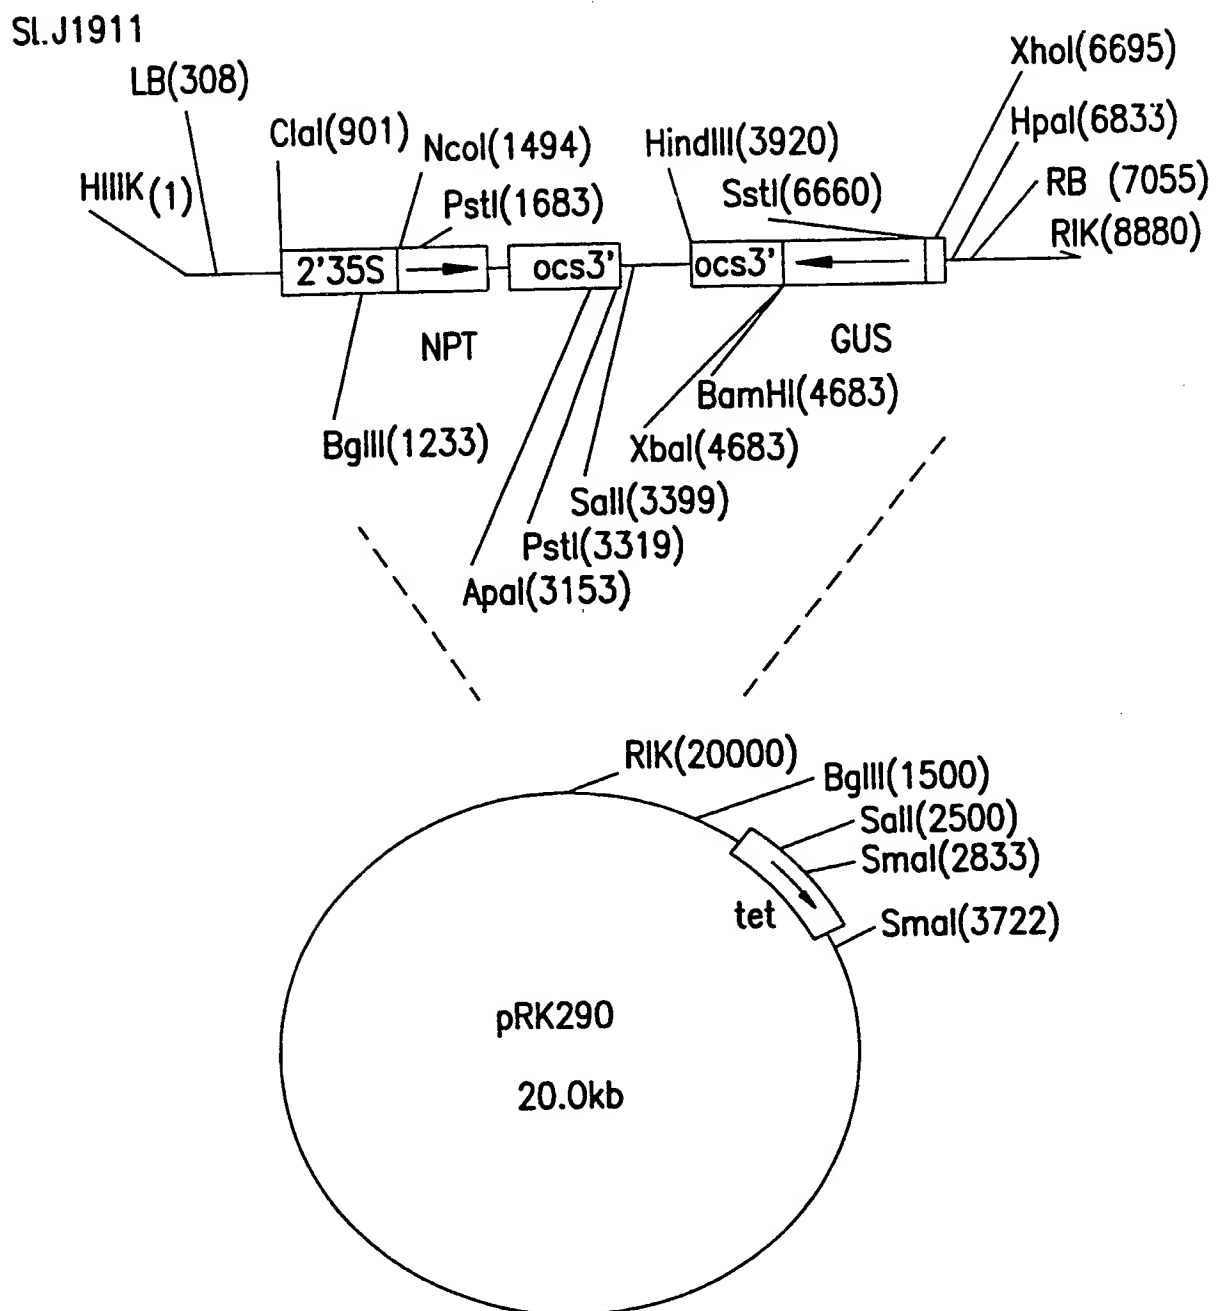 SLJ1911
LB(308)
XhoI(6695)
HpaI(6833)
ClaI(901)
NcoI(1494)
HindIII(3920)
HIIIK (1)
PstI(1683)
SstI(6660)
RB (7055)
RIK(8880)
2'35S
ocs3'
ocs3'
NPT
GUS
BamHI(4683)
BglII(1233)
XbaI(4683)
SalI(3399)
PstI(3319)
ApaI(3153)
RIK(20000)
BglII(1500)
SalI(2500)
SmaI(2833)
tet
SmaI(3722)
pRK290
20.0kb